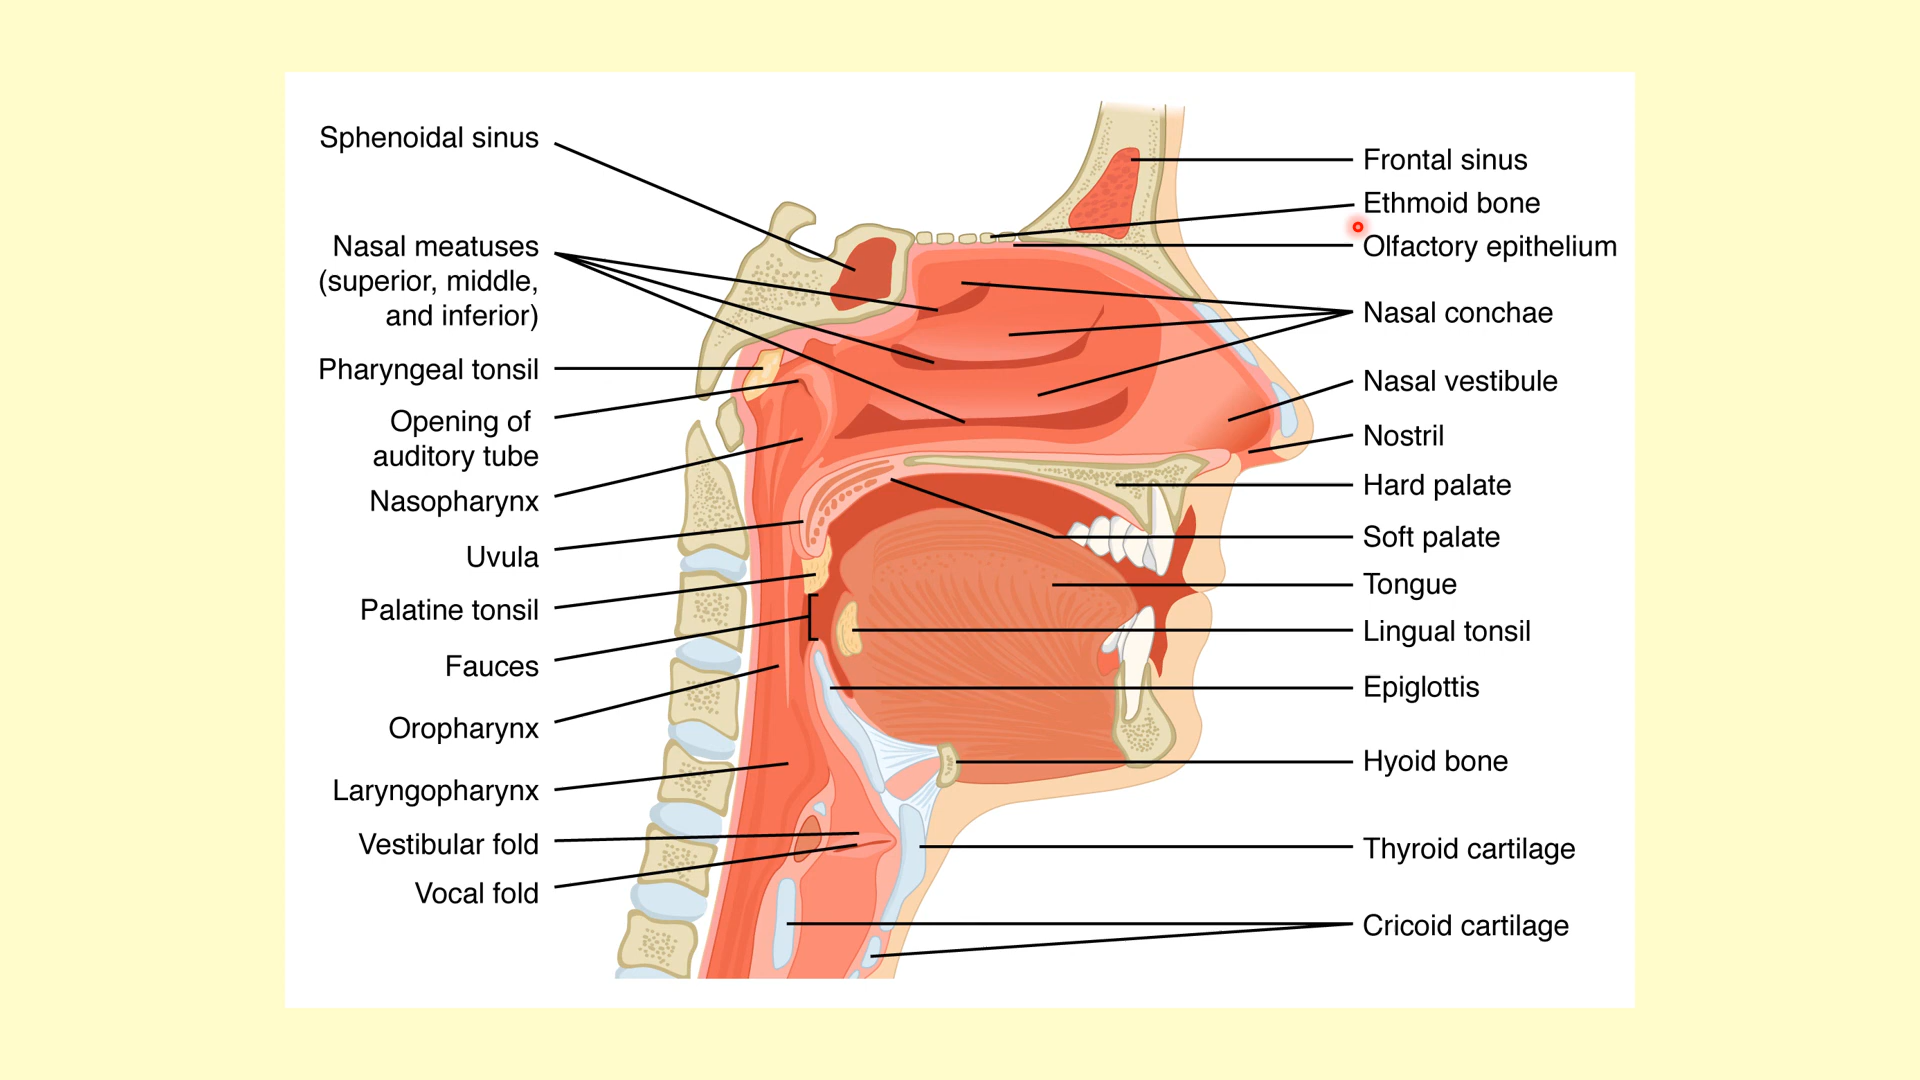 Sphenoidal sinus
Nasal meatuses
(superior, middle,
and inferior)
Pharyngeal tonsil
Opening of
auditory tube
Nasopharynx
Uvula
Palatine tonsil
Fauces
Oropharynx
Laryngopharynx
Vestibular fold
Vocal fold
Frontal sinus
Ethmoid bone
Olfactory epithelium
Nasal conchae
Nasal vestibule
Nostril
Hard palate
Soft palate
Tongue
Lingual tonsil
Epiglottis
Hyoid bone
Thyroid cartilage
Cricoid cartilage